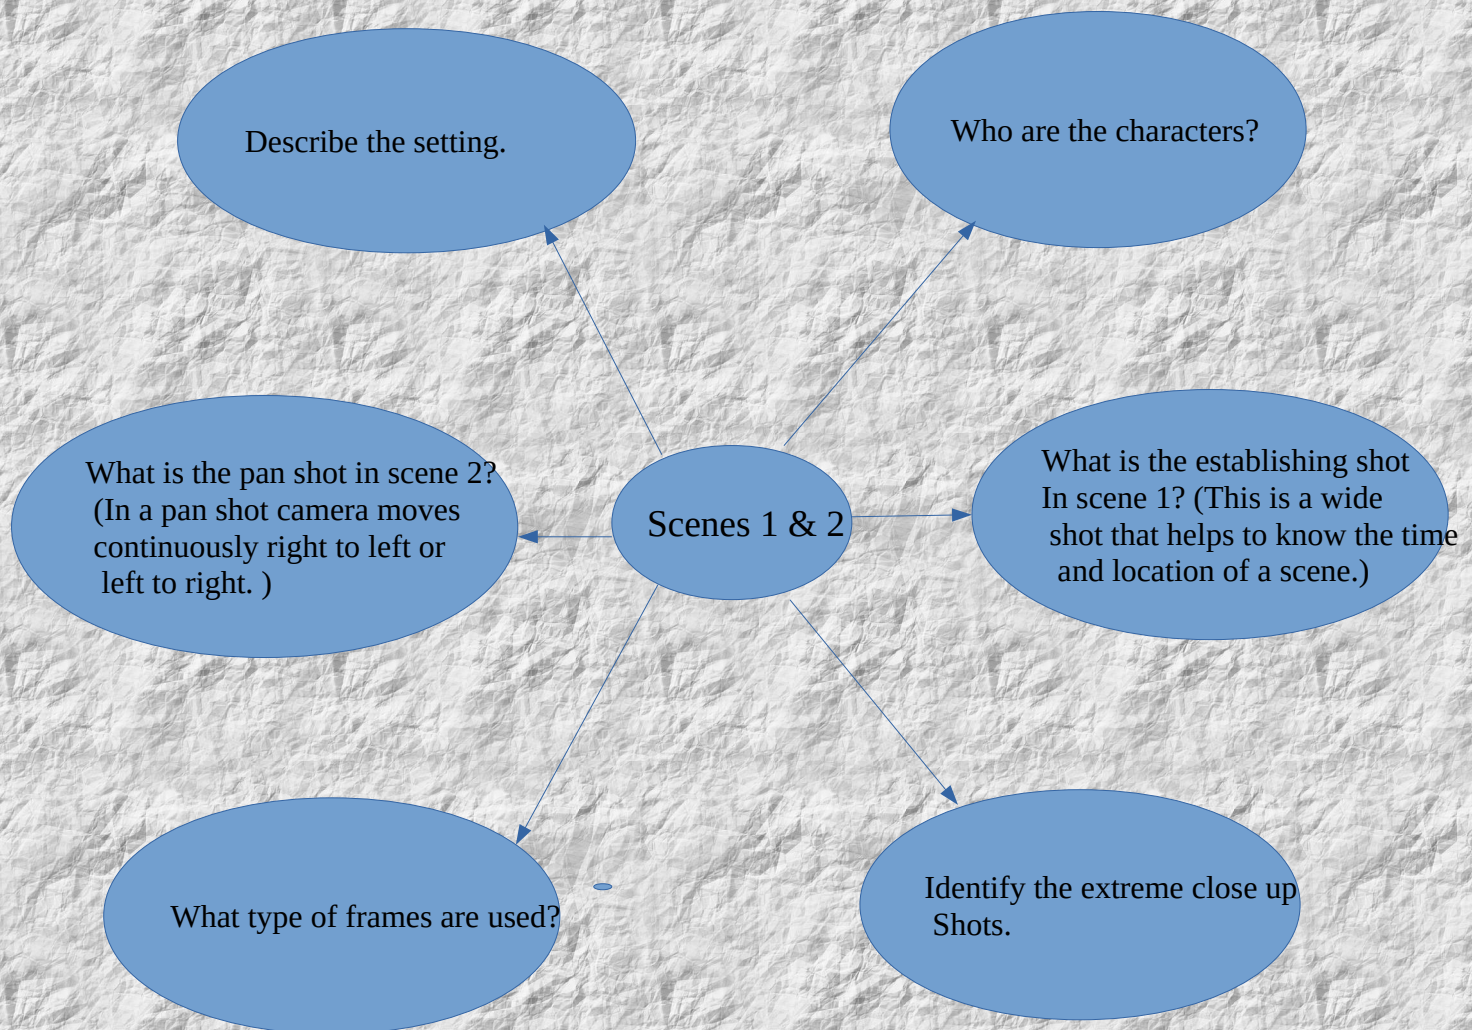 Describe the setting.
Who are the characters?
What is the pan shot in scene 2?
(In a pan shot camera moves
continuously right to left or
left to right. )
Scenes 1 & 2
What is the establishing shot
In scene 1? (This is a wide
shot that helps to know the time
and location of a scene.)
What type of frames are used?
Identify the extreme close up
Shots.